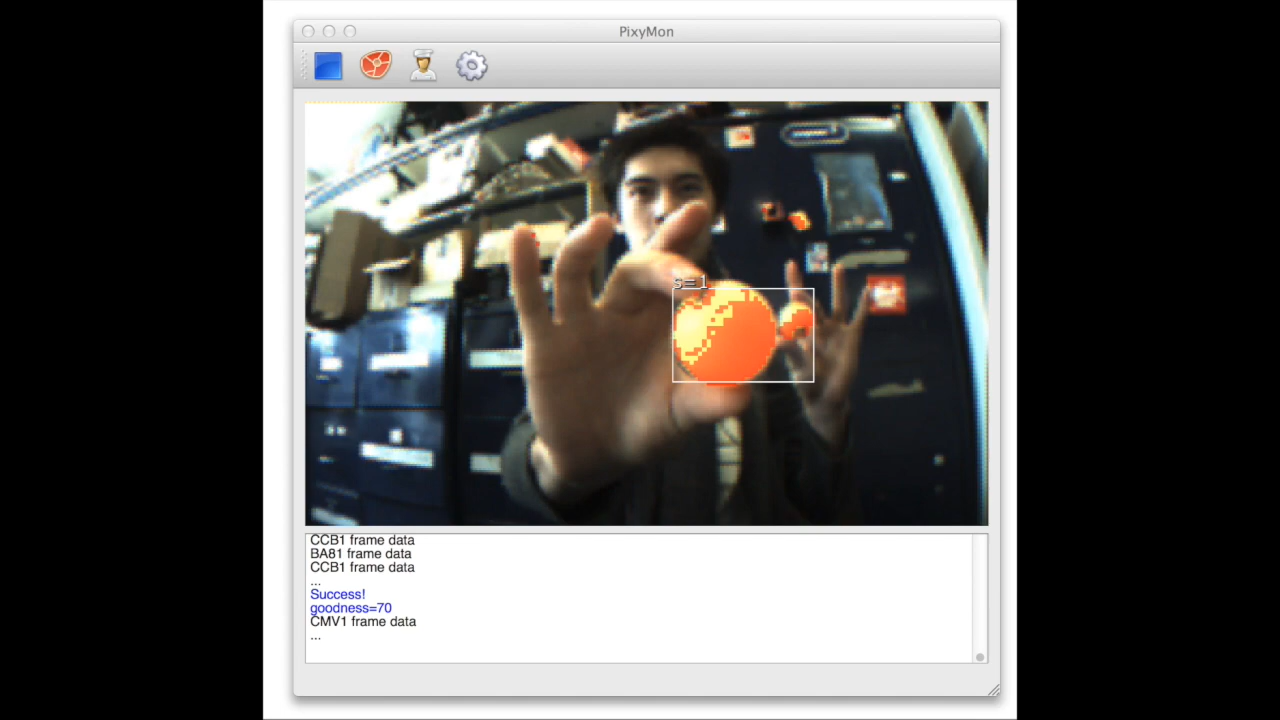 PixyMon
s=1
CCB1 frame data
BA81 frame data
CCB1 frame data
...
Success!
goodness=70
CMV1 frame data
...